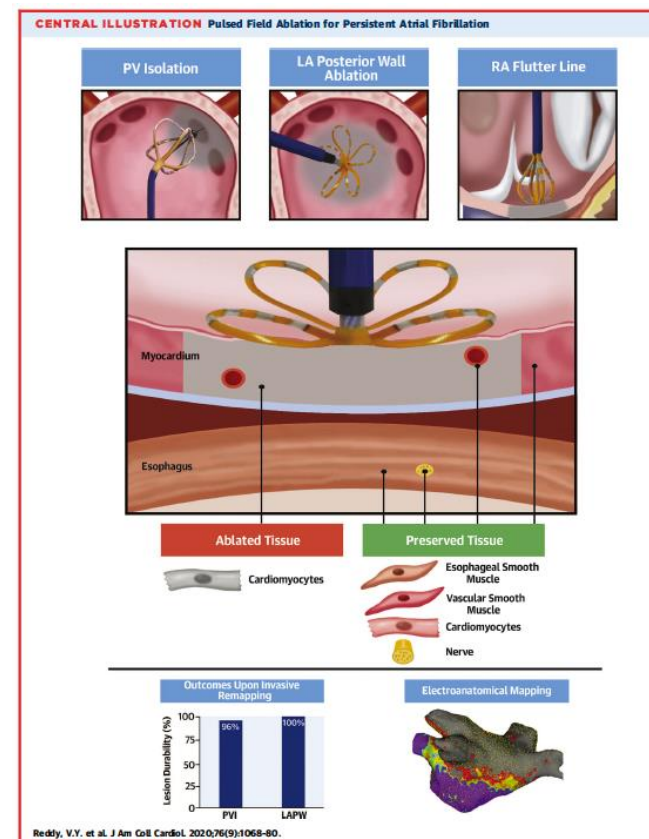 CENTRAL ILLUSTRATION Pulsed Field Ablation for Persistent Atrial Fibrillation
PV Isolation
LA Posterior Wall
Ablation
RA Flutter Line
Myocardium
Esophagus
Ablated Tissue
Cardiomyocytes
Preserved Tissue
Esophageal Smooth
Muscle
Vascular Smooth
Muscle
Cardiomyocytes
Nerve
Outcomes Upon Invasive
Remapping
Lesion Durability (%)
100
75
50
25
0
96%
100%
PVI
LAPW
Electroanatomical Mapping
Reddy, V.Y. et al. J Am Coll Cardiol. 2020;76(9):1068-80.